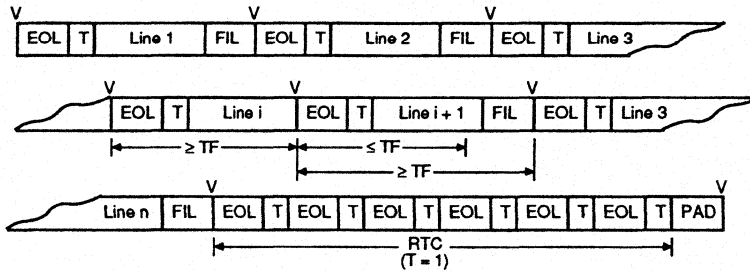 V V V
EOL T Line 1 FIL EOL T Line 2 FIL EOL T Line 3
V V V
EOL T Line i EOL T Line i + 1 FIL EOL T Line 3
≥ TF ≤ TF
≥ TF
V V
Line n FIL EOL T EOL T EOL T EOL T EOL T EOL T PAD
RTC
(T = 1)